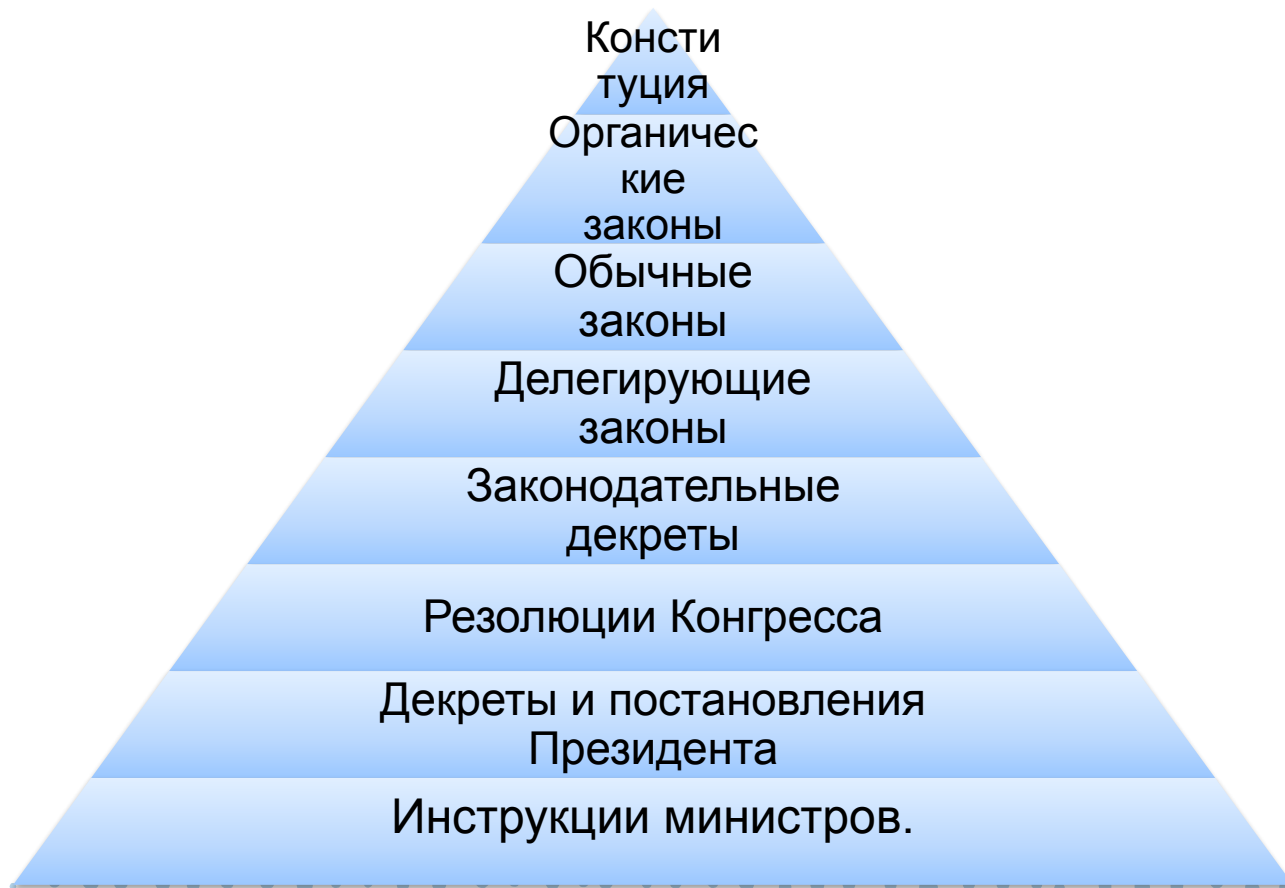 Консти
туция
Органичес
кие
законы
Обычные
законы
Делегирующие
законы
Законодательные
декреты
Резолюции Конгресса
Декреты и постановления
Президента
Инструкции министров.